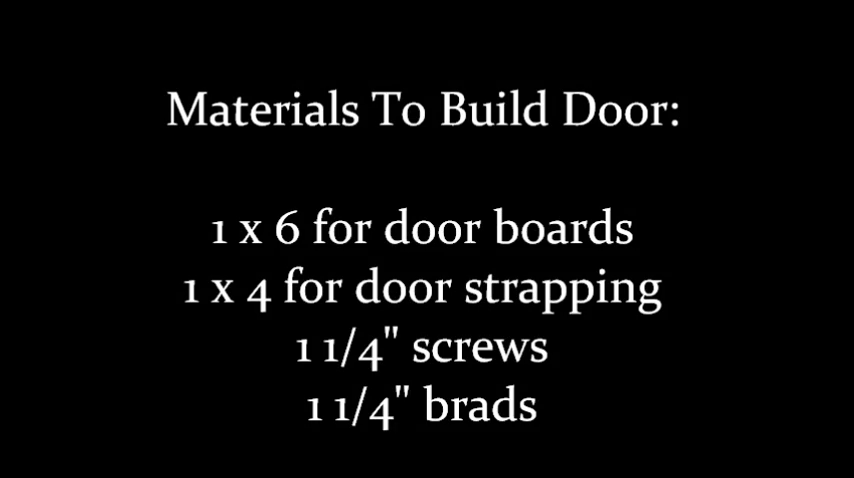 Materials To Build Door:
1 x 6 for door boards
1 x 4 for door strapping
1 1/4" screws
1 1/4" brads